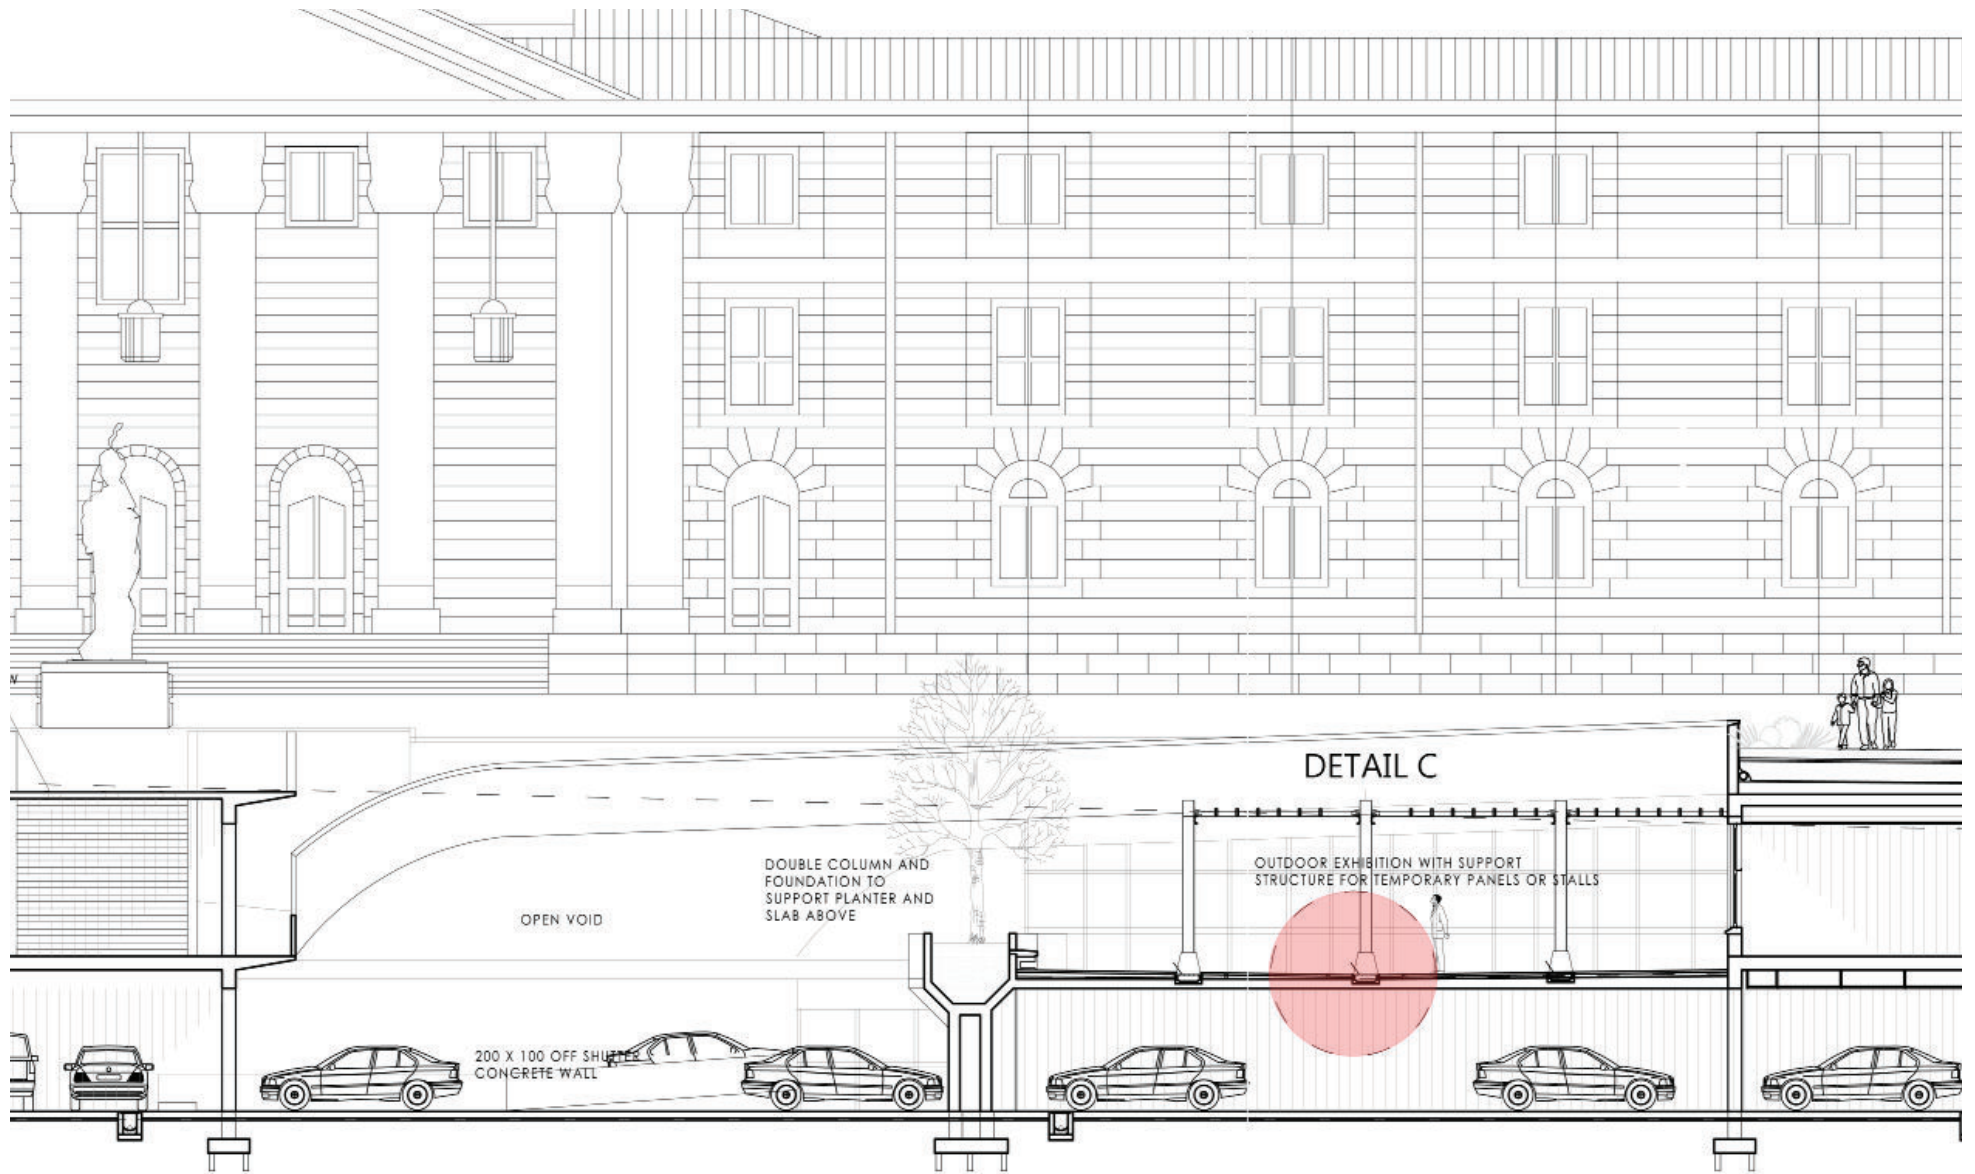 DETAIL C
DOUBLE COLUMN AND
FOUNDATION TO
SUPPORT PLANTER AND
SLAB ABOVE
OUTDOOR EXHIBITION WITH SUPPORT
STRUCTURE FOR TEMPORARY PANELS OR STALLS
OPEN VOID
200 X 100 OFF SHUTTER
CONCRETE WALL